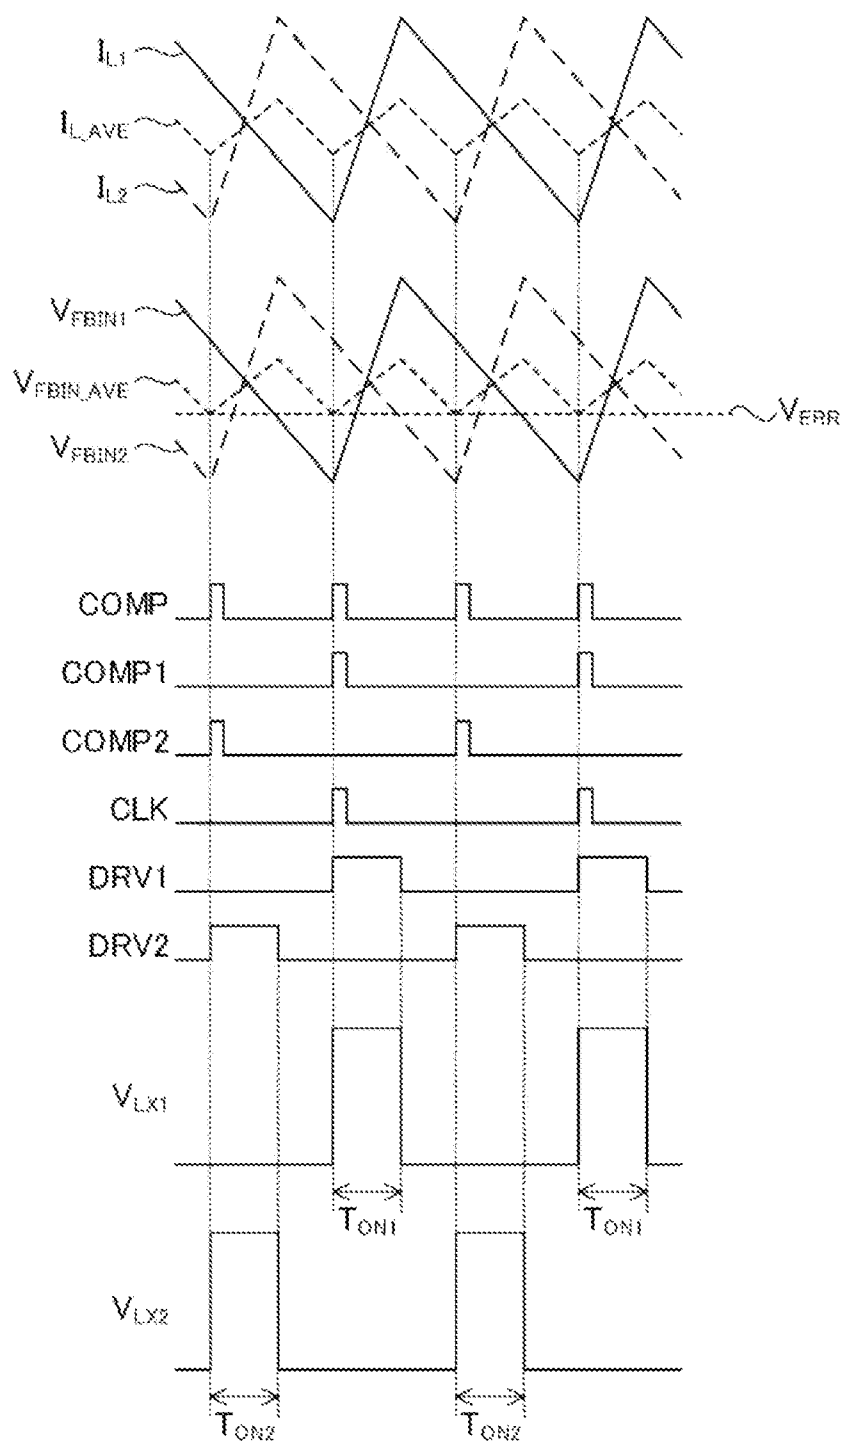 I_L1
I_L_AVE
I_L2
V_FBIN1
V_FBIN_AVE
V_ERR
V_FBIN2
COMP
COMP1
COMP2
CLK
DRV1
DRV2
V_LX1
T_ON1 T_ON1
V_LX2
T_ON2 T_ON2